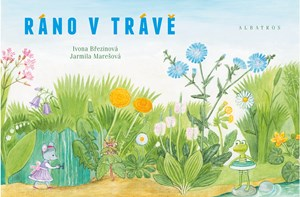 RÁNO V TRÁVĚ
ALBATROS
Ivona Březinová
Jarmila Marešová